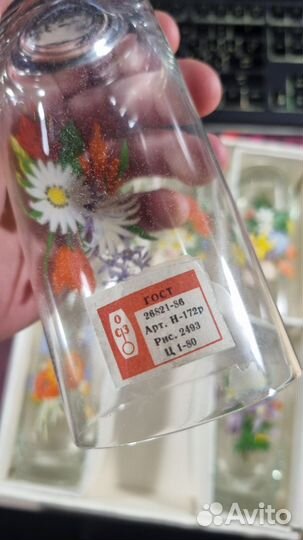 ГОСТ
26821-86
Арт. Н-172р
Рис. 2493
Ц 1-80
Avito